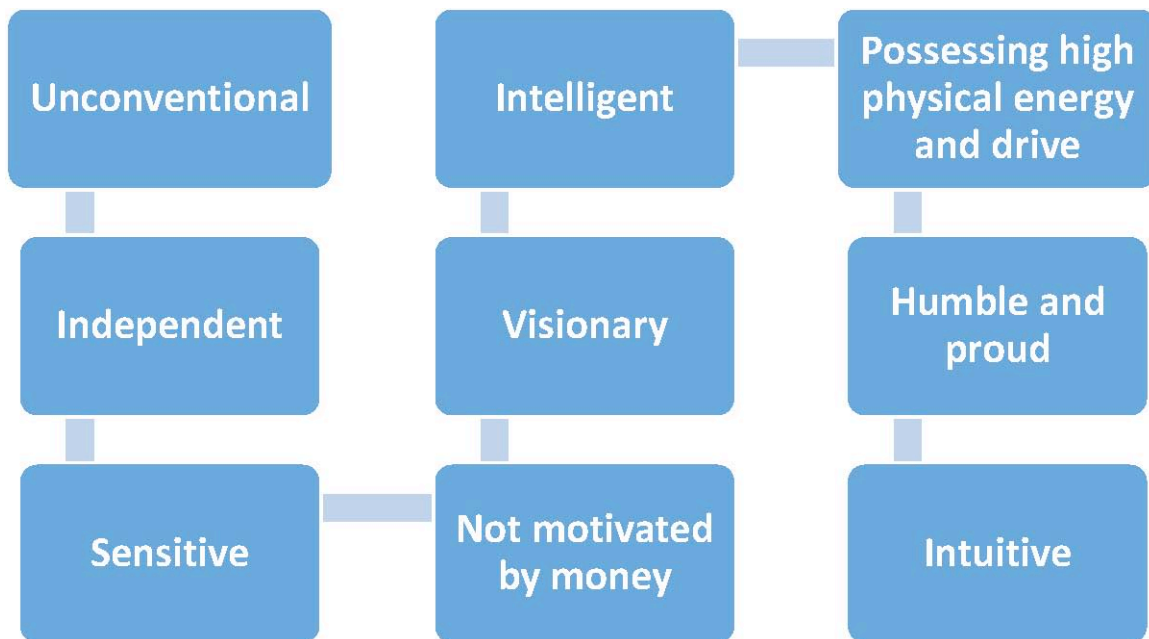 Unconventional
Independent
Sensitive
Not motivated
by money
Visionary
Intelligent
Possessing high
physical energy
and drive
Humble and
proud
Intuitive